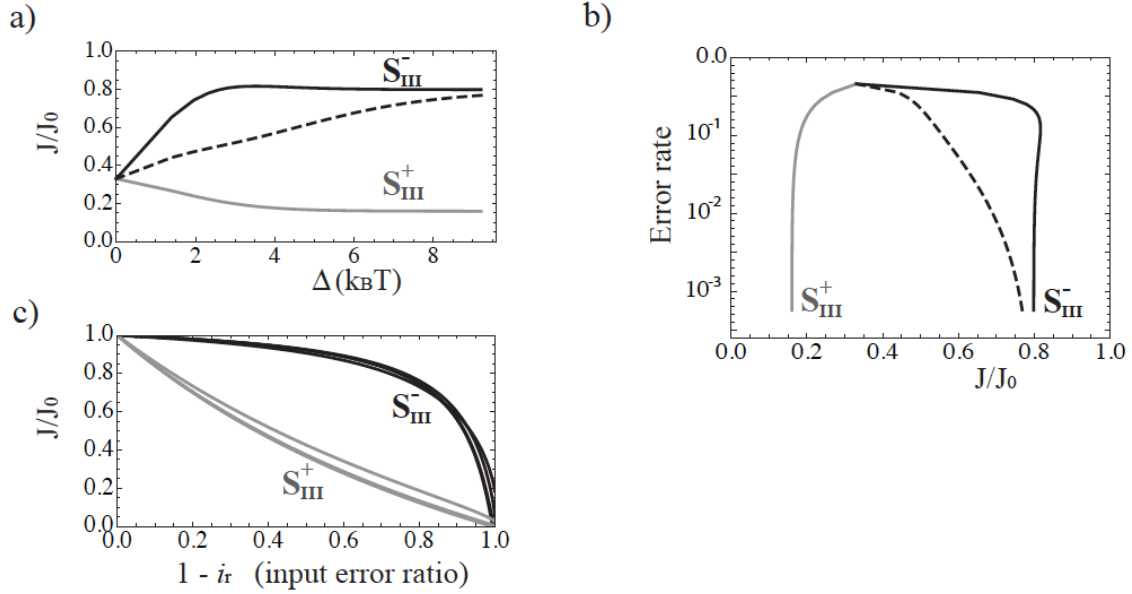 a)
1.0
0.8
0.6
0.4
0.2
0.0
J/J0
S-III
S+III
0
2
4
6
8
Δ (kBT)
b)
0.0
10-1
10-2
10-3
Error rate
S+III
S-III
0.0
0.2
0.4
0.6
0.8
1.0
J/J0
c)
1.0
0.8
0.6
0.4
0.2
0.0
J/J0
S-III
S+III
0.0
0.2
0.4
0.6
0.8
1.0
1 - ir (input error ratio)